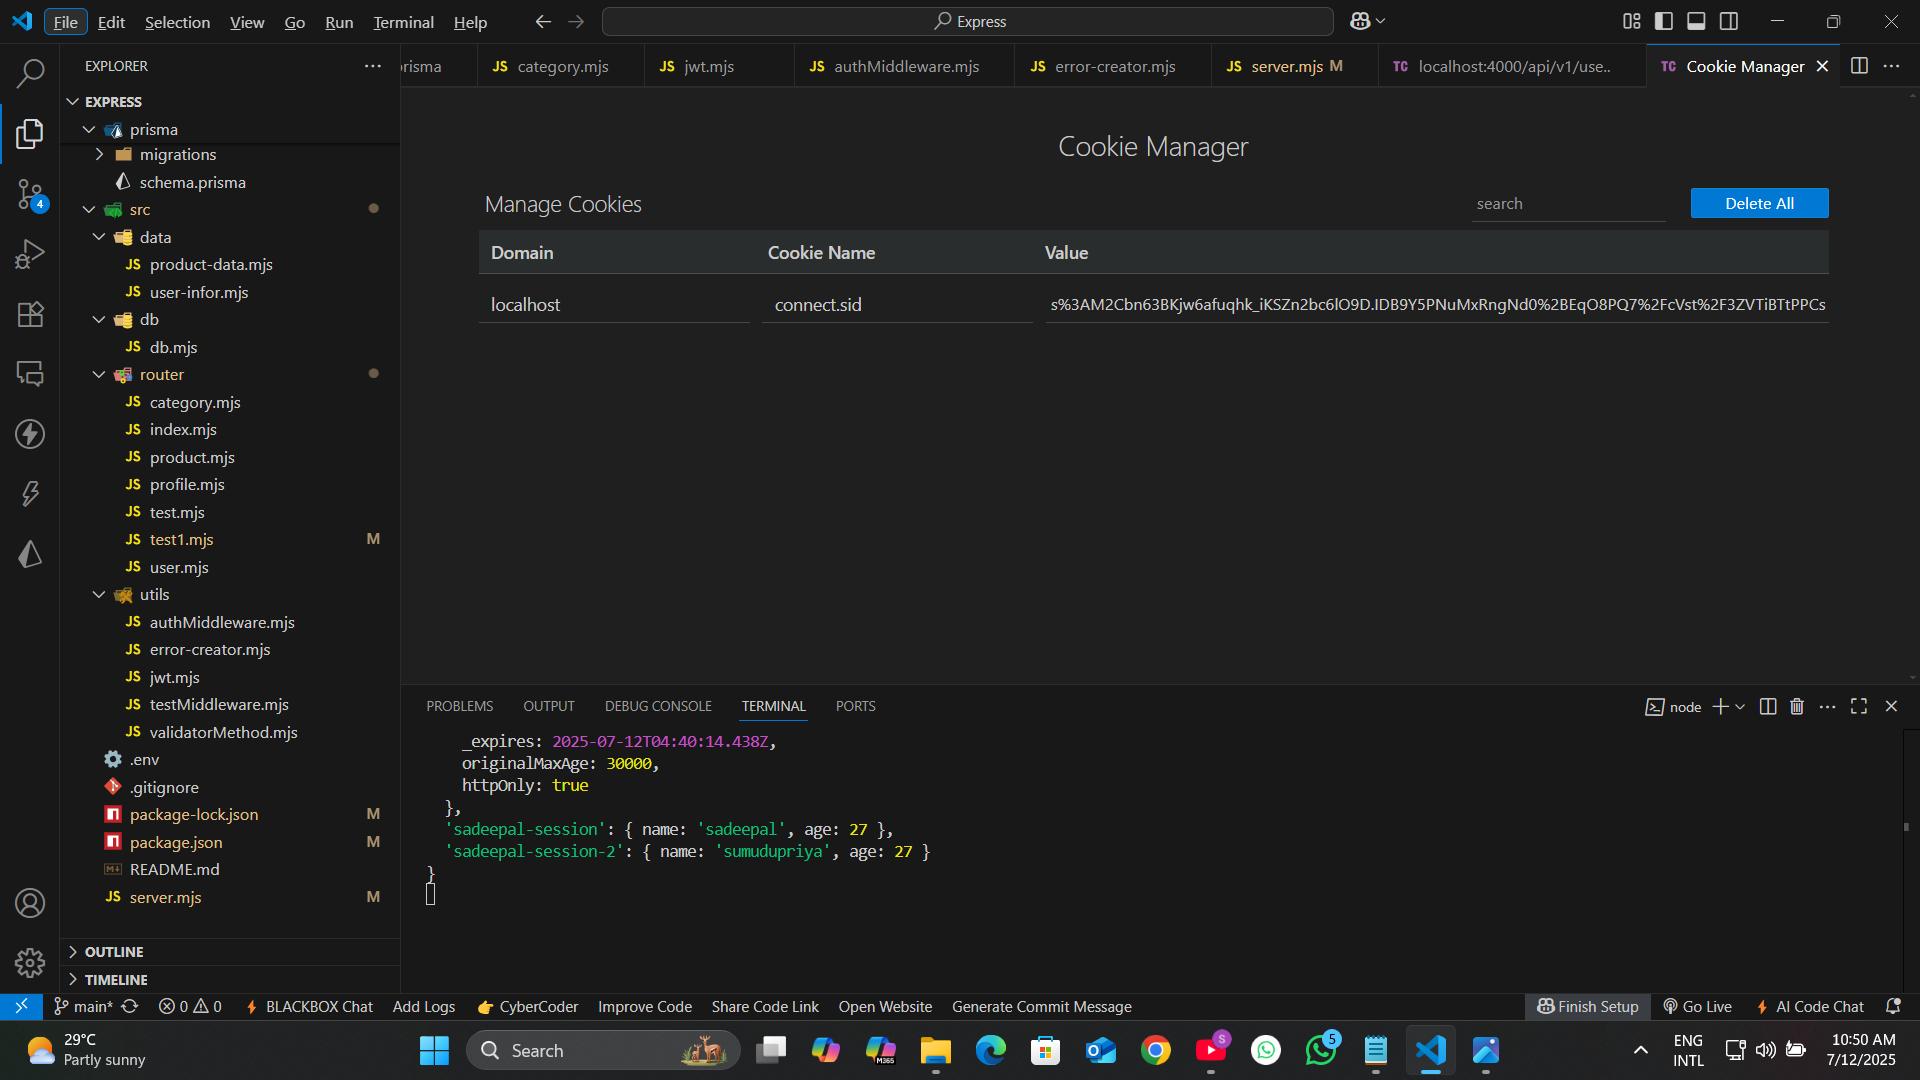 File Edit Selection View Go Run Terminal Help
Express
EXPLORER
EXPRESS
prisma
migrations
schema.prisma
src
data
JS product-data.mjs
JS user-infor.mjs
db
JS db.mjs
router
JS category.mjs
JS index.mjs
JS product.mjs
JS profile.mjs
JS test.mjs
JS test1.mjs M
JS user.mjs
utils
JS authMiddleware.mjs
JS error-creator.mjs
JS jwt.mjs
JS testMiddleware.mjs
JS validatorMethod.mjs
.env
.gitignore
package-lock.json M
package.json M
README.md
JS server.mjs M
OUTLINE
TIMELINE
4
prisma JS category.mjs JS jwt.mjs JS authMiddleware.mjs JS error-creator.mjs JS server.mjs M TC localhost:4000/api/v1/use.. TC Cookie Manager
Cookie Manager
Manage Cookies search Delete All
Domain Cookie Name Value
localhost connect.sid s%3AM2Cbn63BKjw6afuqhk_iKSZn2bc6lO9D.IDB9Y5PNuMxRngNd0%2BEqO8PQ7%2FcVst%2F3ZVTiBTtPPCs
PROBLEMS OUTPUT DEBUG CONSOLE TERMINAL PORTS node
_expires: 2025-07-12T04:40:14.438Z,
originalMaxAge: 30000,
httpOnly: true
},
'sadeepal-session': { name: 'sadeepal', age: 27 },
'sadeepal-session-2': { name: 'sumudupriya', age: 27 }
}
main* 0 0 BLACKBOX Chat Add Logs CyberCoder Improve Code Share Code Link Open Website Generate Commit Message Finish Setup Go Live AI Code Chat
29°C
Partly sunny
Search
M365
S
5
ENG
INTL
10:50 AM
7/12/2025